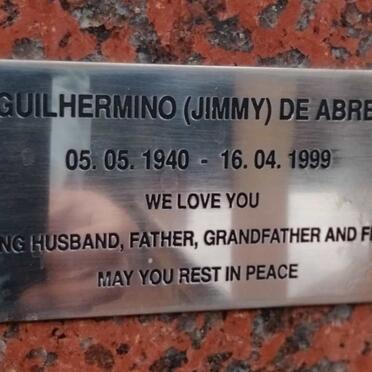 GUILHERMINO (JIMMY) DE ABRE
05. 05. 1940 - 16. 04. 1999
WE LOVE YOU
NG HUSBAND, FATHER, GRANDFATHER AND F
MAY YOU REST IN PEACE